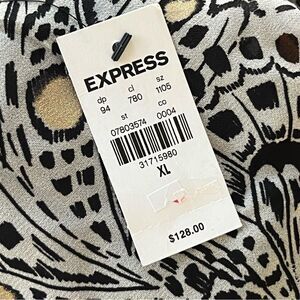 EXPRESS
dp cl sz
94 780 1105
st co
07803574 0004
31715980
XL
$128.00